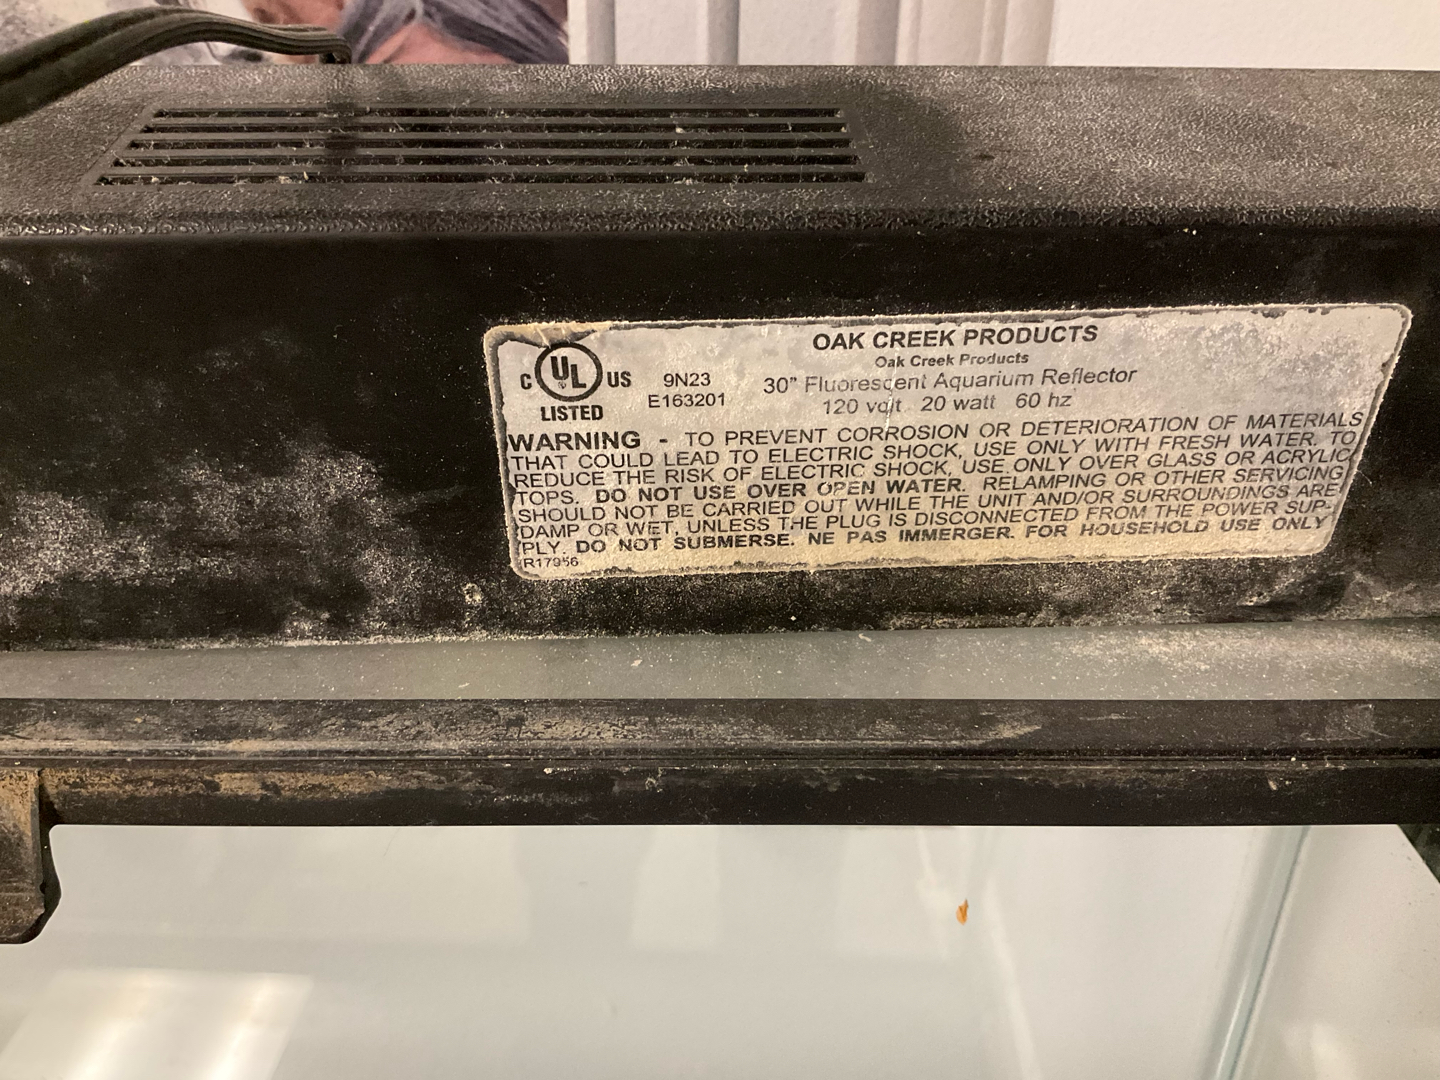 OAK CREEK PRODUCTS
Oak Creek Products
30" Fluorescent Aquarium Reflector
120 volt 20 watt 60 hz
C UL US
LISTED
9N23
E163201
WARNING - TO PREVENT CORROSION OR DETERIORATION OF MATERIALS
THAT COULD LEAD TO ELECTRIC SHOCK, USE ONLY WITH FRESH WATER. TO
REDUCE THE RISK OF ELECTRIC SHOCK, USE ONLY OVER GLASS OR ACRYLIC
TOPS. DO NOT USE OVER OPEN WATER. RELAMPING OR OTHER SERVICING
SHOULD NOT BE CARRIED OUT WHILE THE UNIT AND/OR SURROUNDINGS ARE
DAMP OR WET, UNLESS THE PLUG IS DISCONNECTED FROM THE POWER SUP-
PLY. DO NOT SUBMERSE. NE PAS IMMERGER. FOR HOUSEHOLD USE ONLY
R17956